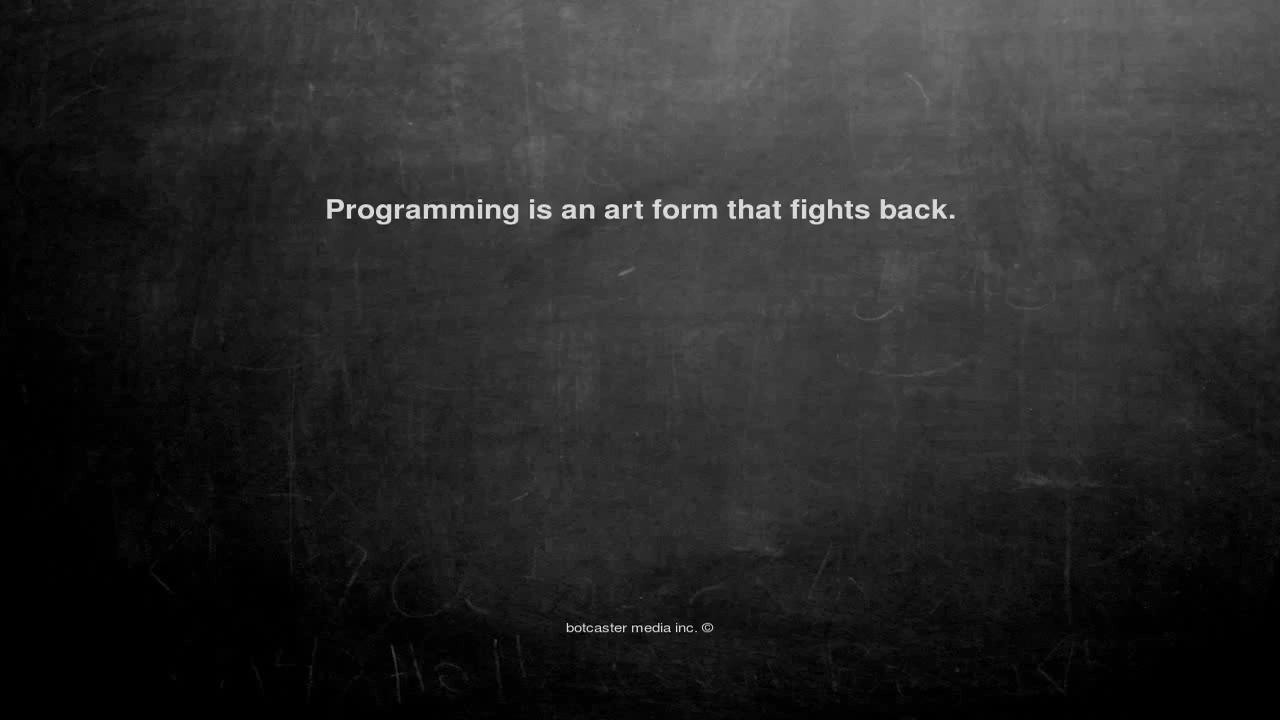 Programming is an art form that fights back.
botcaster media inc. ©